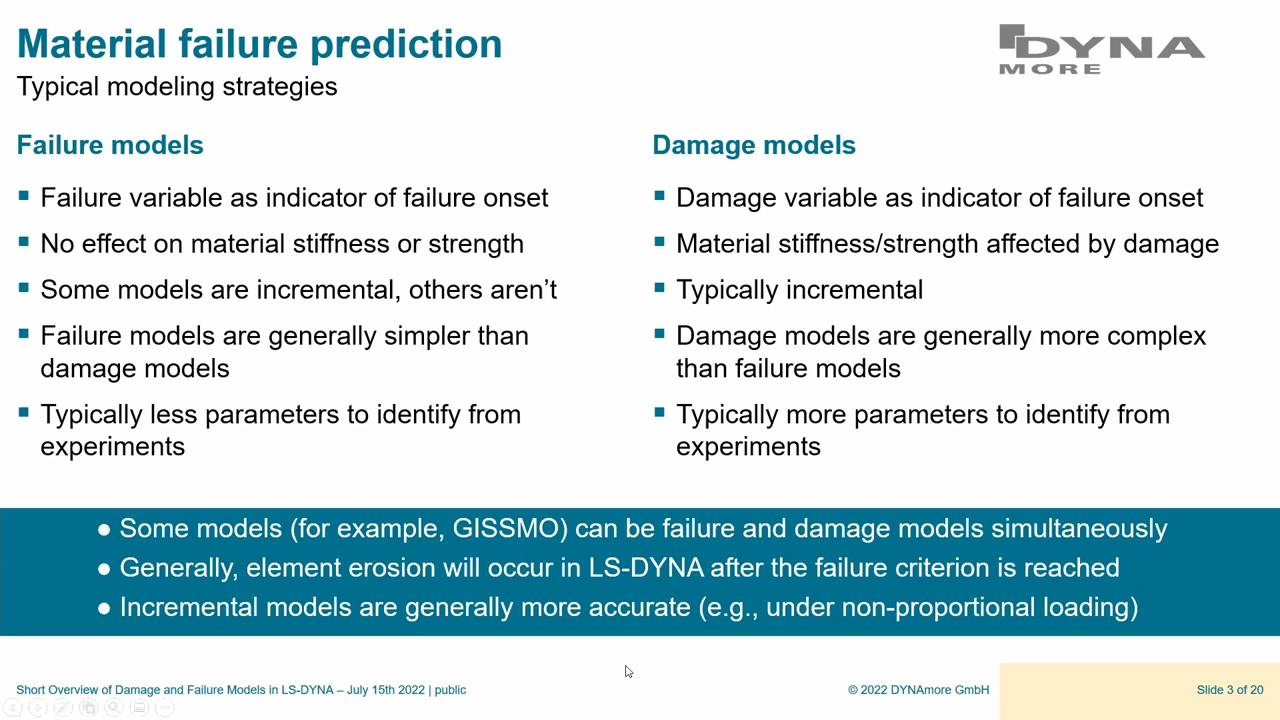 Material failure prediction
Typical modeling strategies
DYNA
MORE
Failure models
▪ Failure variable as indicator of failure onset
▪ No effect on material stiffness or strength
▪ Some models are incremental, others aren’t
▪ Failure models are generally simpler than
damage models
▪ Typically less parameters to identify from
experiments
Damage models
▪ Damage variable as indicator of failure onset
▪ Material stiffness/strength affected by damage
▪ Typically incremental
▪ Damage models are generally more complex
than failure models
▪ Typically more parameters to identify from
experiments
● Some models (for example, GISSMO) can be failure and damage models simultaneously
● Generally, element erosion will occur in LS-DYNA after the failure criterion is reached
● Incremental models are generally more accurate (e.g., under non-proportional loading)
Short Overview of Damage and Failure Models in LS-DYNA – July 15th 2022 | public
© 2022 DYNAmore GmbH
Slide 3 of 20